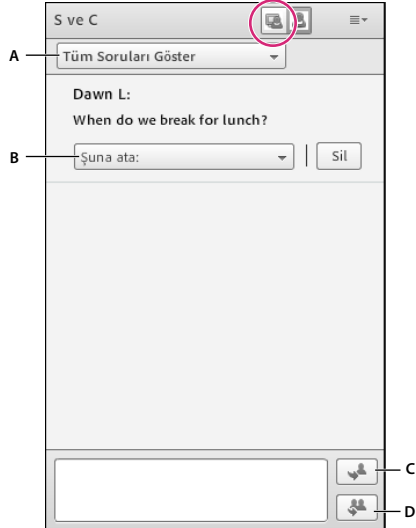 S ve C
A
Tüm Soruları Göster
Dawn L:
When do we break for lunch?
B
Şuna ata:
Sil
C
D